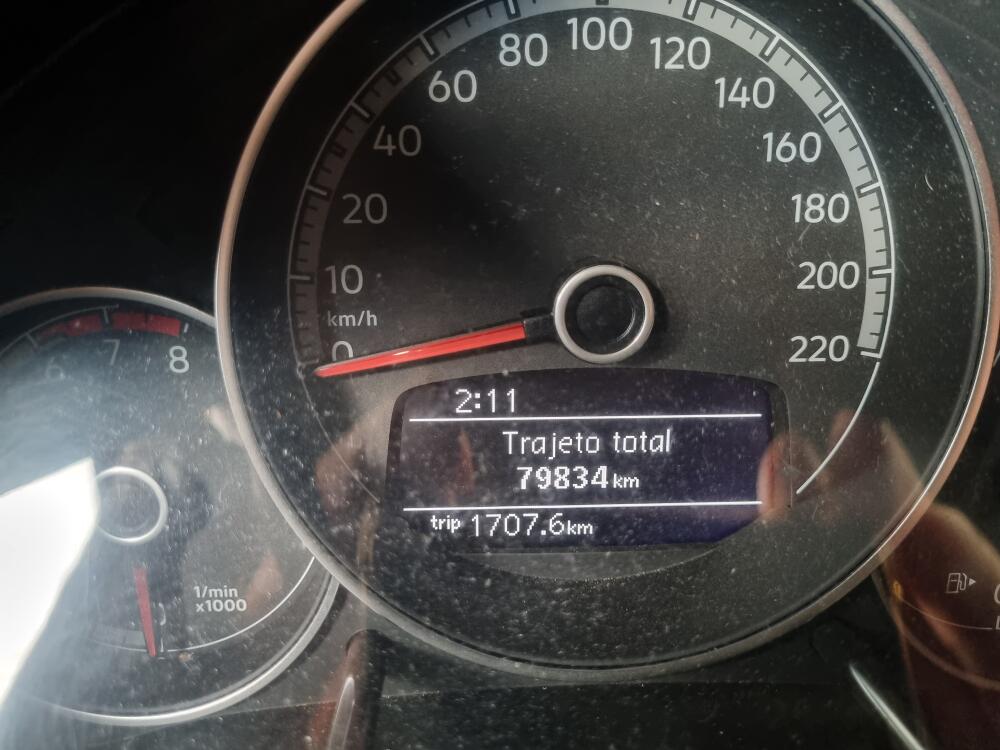 80 100 120
60 140
40 160
20 180
10 200
km/h
0 220
6 7 8
2:11
Trajeto total
79834 km
trip 1707.6 km
1/min
x1000